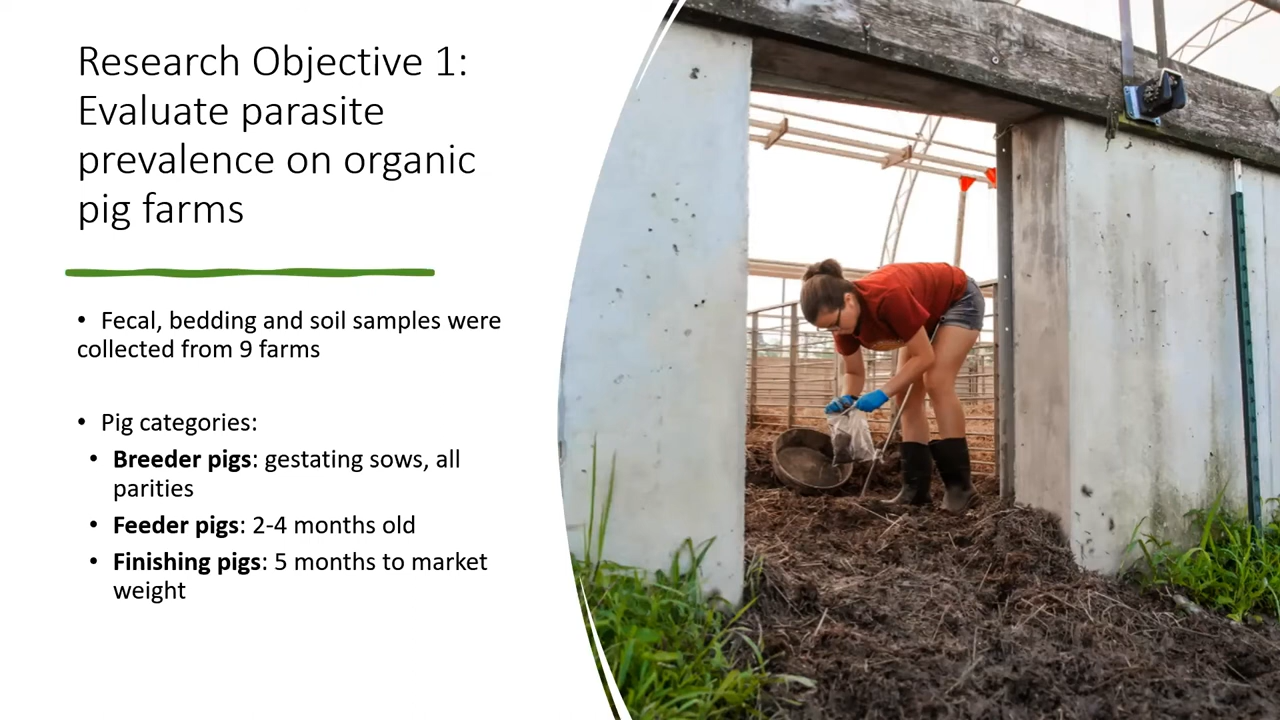 Research Objective 1:
Evaluate parasite
prevalence on organic
pig farms
• Fecal, bedding and soil samples were
collected from 9 farms
• Pig categories:
• Breeder pigs: gestating sows, all
parities
• Feeder pigs: 2-4 months old
• Finishing pigs: 5 months to market
weight